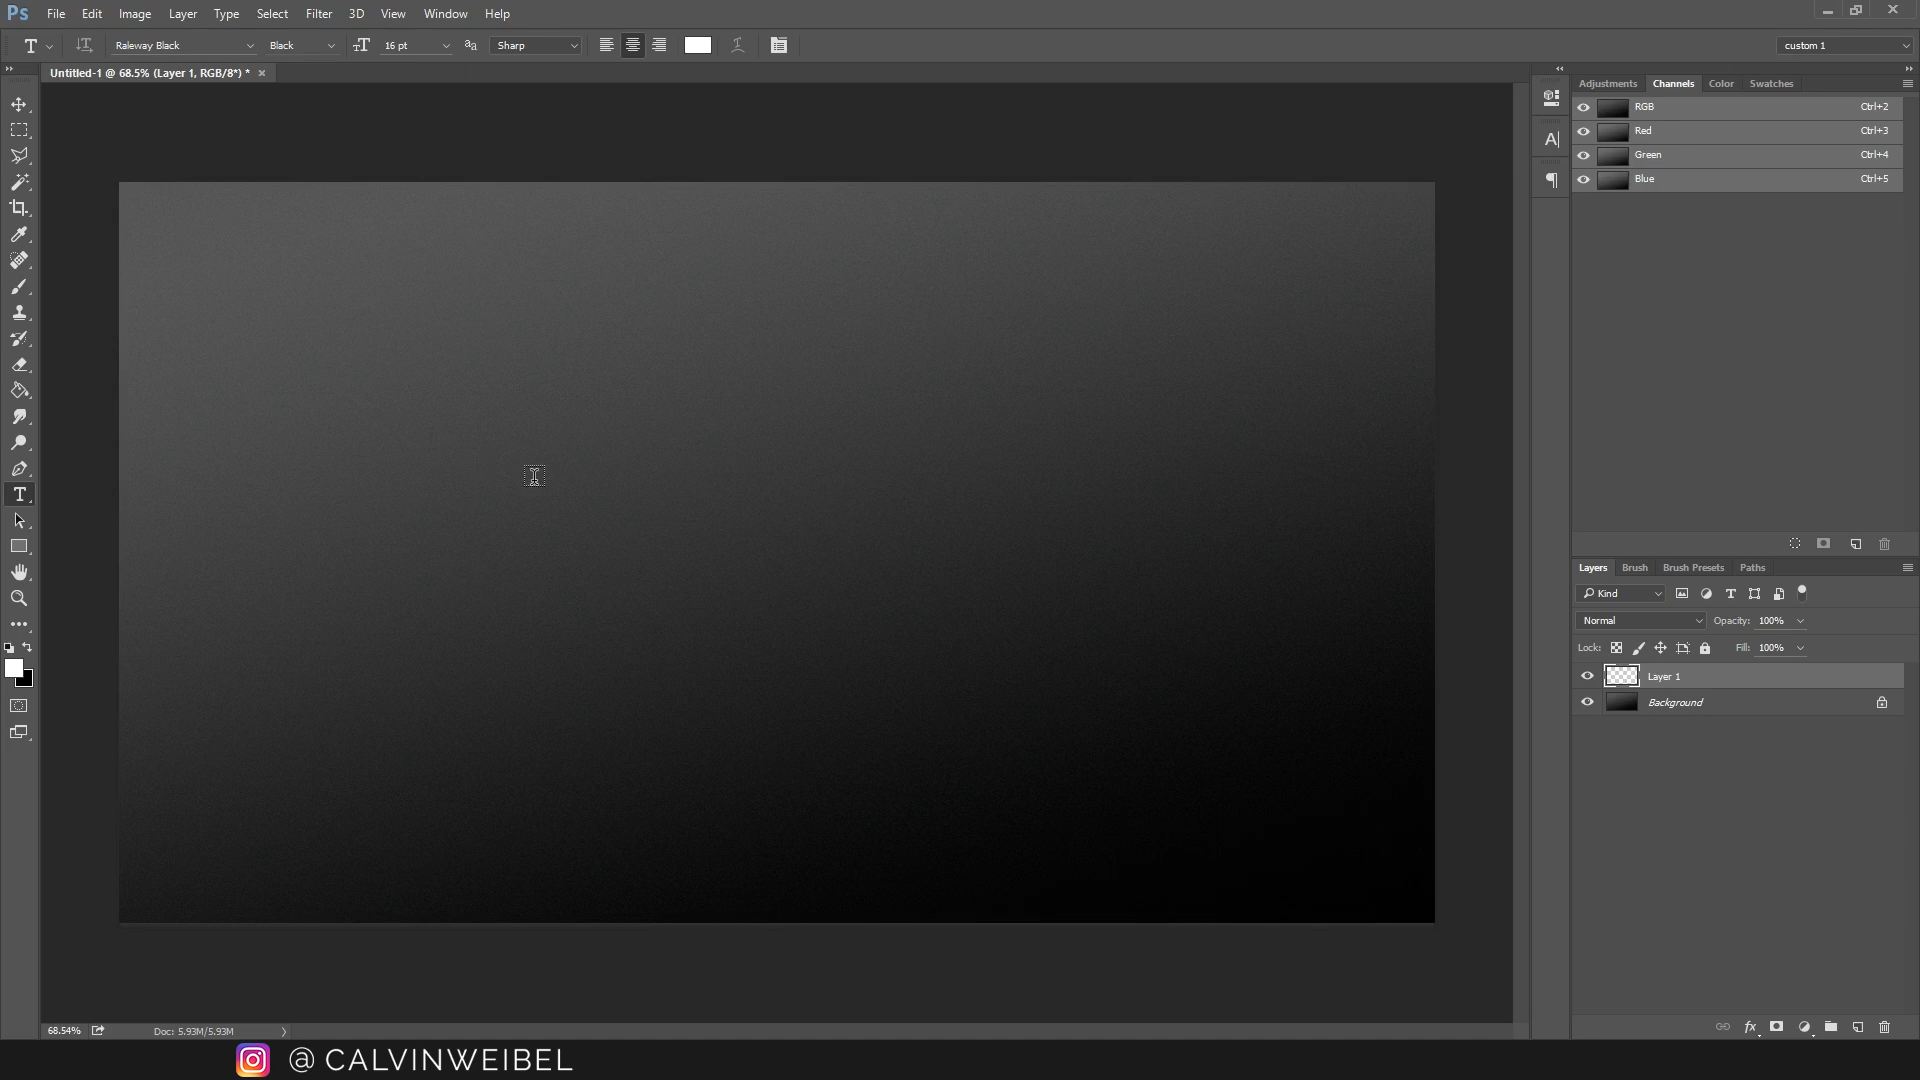 Ps File Edit Image Layer Type Select Filter 3D View Window Help
T Raleway Black Black 16 pt Sharp custom 1
Untitled-1 @ 68.5% (Layer 1, RGB/8*) *
Adjustments Channels Color Swatches
RGB Ctrl+2
Red Ctrl+3
Green Ctrl+4
Blue Ctrl+5
Layers Brush Brush Presets Paths
Kind
Normal Opacity: 100%
Lock: Fill: 100%
Layer 1
Background
68.54% Doc: 5.93M/5.93M
@ CALVINWEIBEL